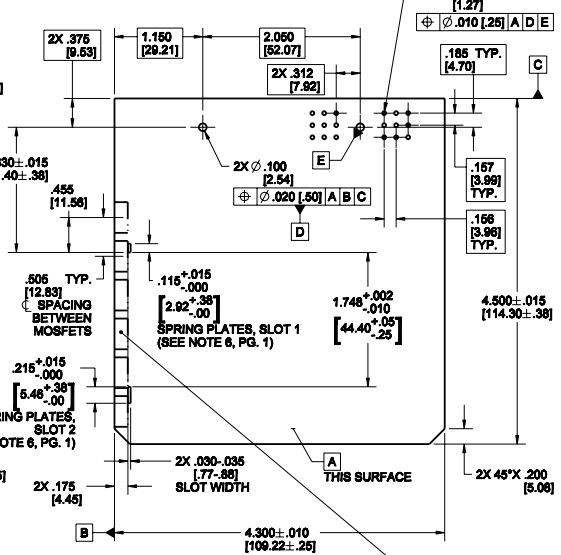 [1.27]
⌖ Ø.010 [.25] A D E
2X .375
[9.53]
1.150
[29.21]
2.050
[52.07]
.185 TYP.
[4.70]
C
2X .312
[7.92]
E
2X Ø.100
[2.54]
⌖ Ø.020 [.50] A B C
D
.157
[3.99]
TYP.
.156
[3.96]
TYP.
30±.015
.40±.38]
.455
[11.56]
.505 TYP.
[12.83]
℄ SPACING
BETWEEN
MOSFETS
.115+.015
-.000
[2.92+.38
-.00]
SPRING PLATES, SLOT 1
(SEE NOTE 6, PG. 1)
1.748+.002
-.010
[44.40+.05
-.25]
4.500±.015
[114.30±.38]
.215+.015
-.000
[5.46+.38
-.00]
RING PLATES,
SLOT 2
NOTE 6, PG. 1)
A
THIS SURFACE
2X .030-.035
[.77-.88]
SLOT WIDTH
2X .175
[4.45]
2X 45°X .200
[5.08]
B
4.300±.010
[109.22±.25]